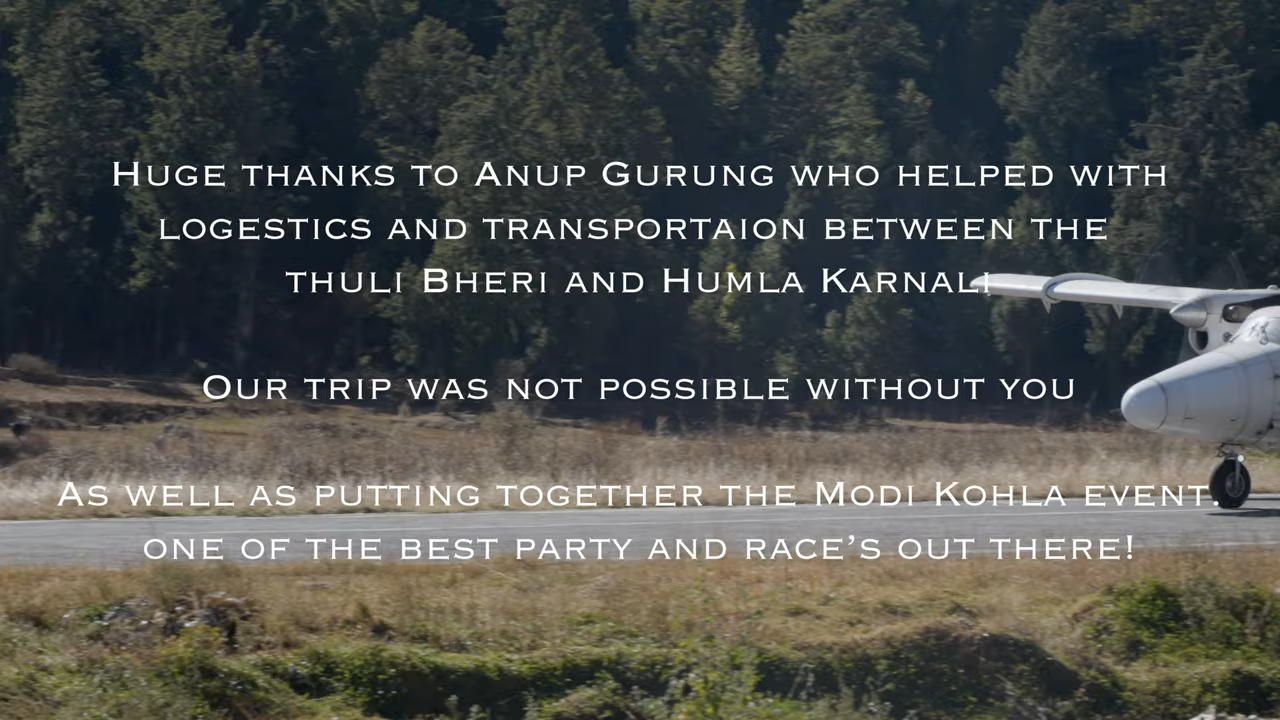 Huge thanks to Anup Gurung who helped with
logestics and transportaion between the
thuli Bheri and Humla Karnali
Our trip was not possible without you
As well as putting together the Modi Kohla event.
one of the best party and race’s out there!